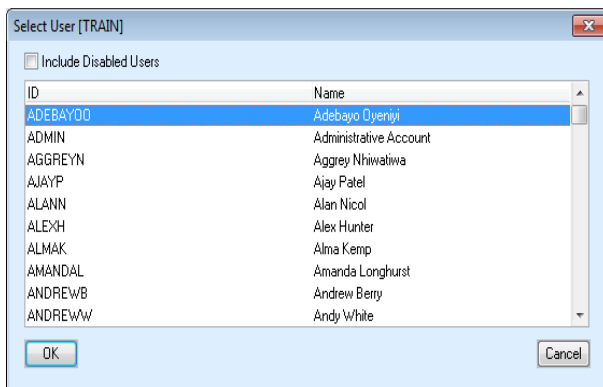 Select User [TRAIN]
Include Disabled Users
ID Name
ADEBAYOO Adebayo Oyeniyi
ADMIN Administrative Account
AGGREYN Aggrey Nhiwatiwa
AJAYP Ajay Patel
ALANN Alan Nicol
ALEXH Alex Hunter
ALMAK Alma Kemp
AMANDAL Amanda Longhurst
ANDREWB Andrew Berry
ANDREWW Andy White
OK Cancel